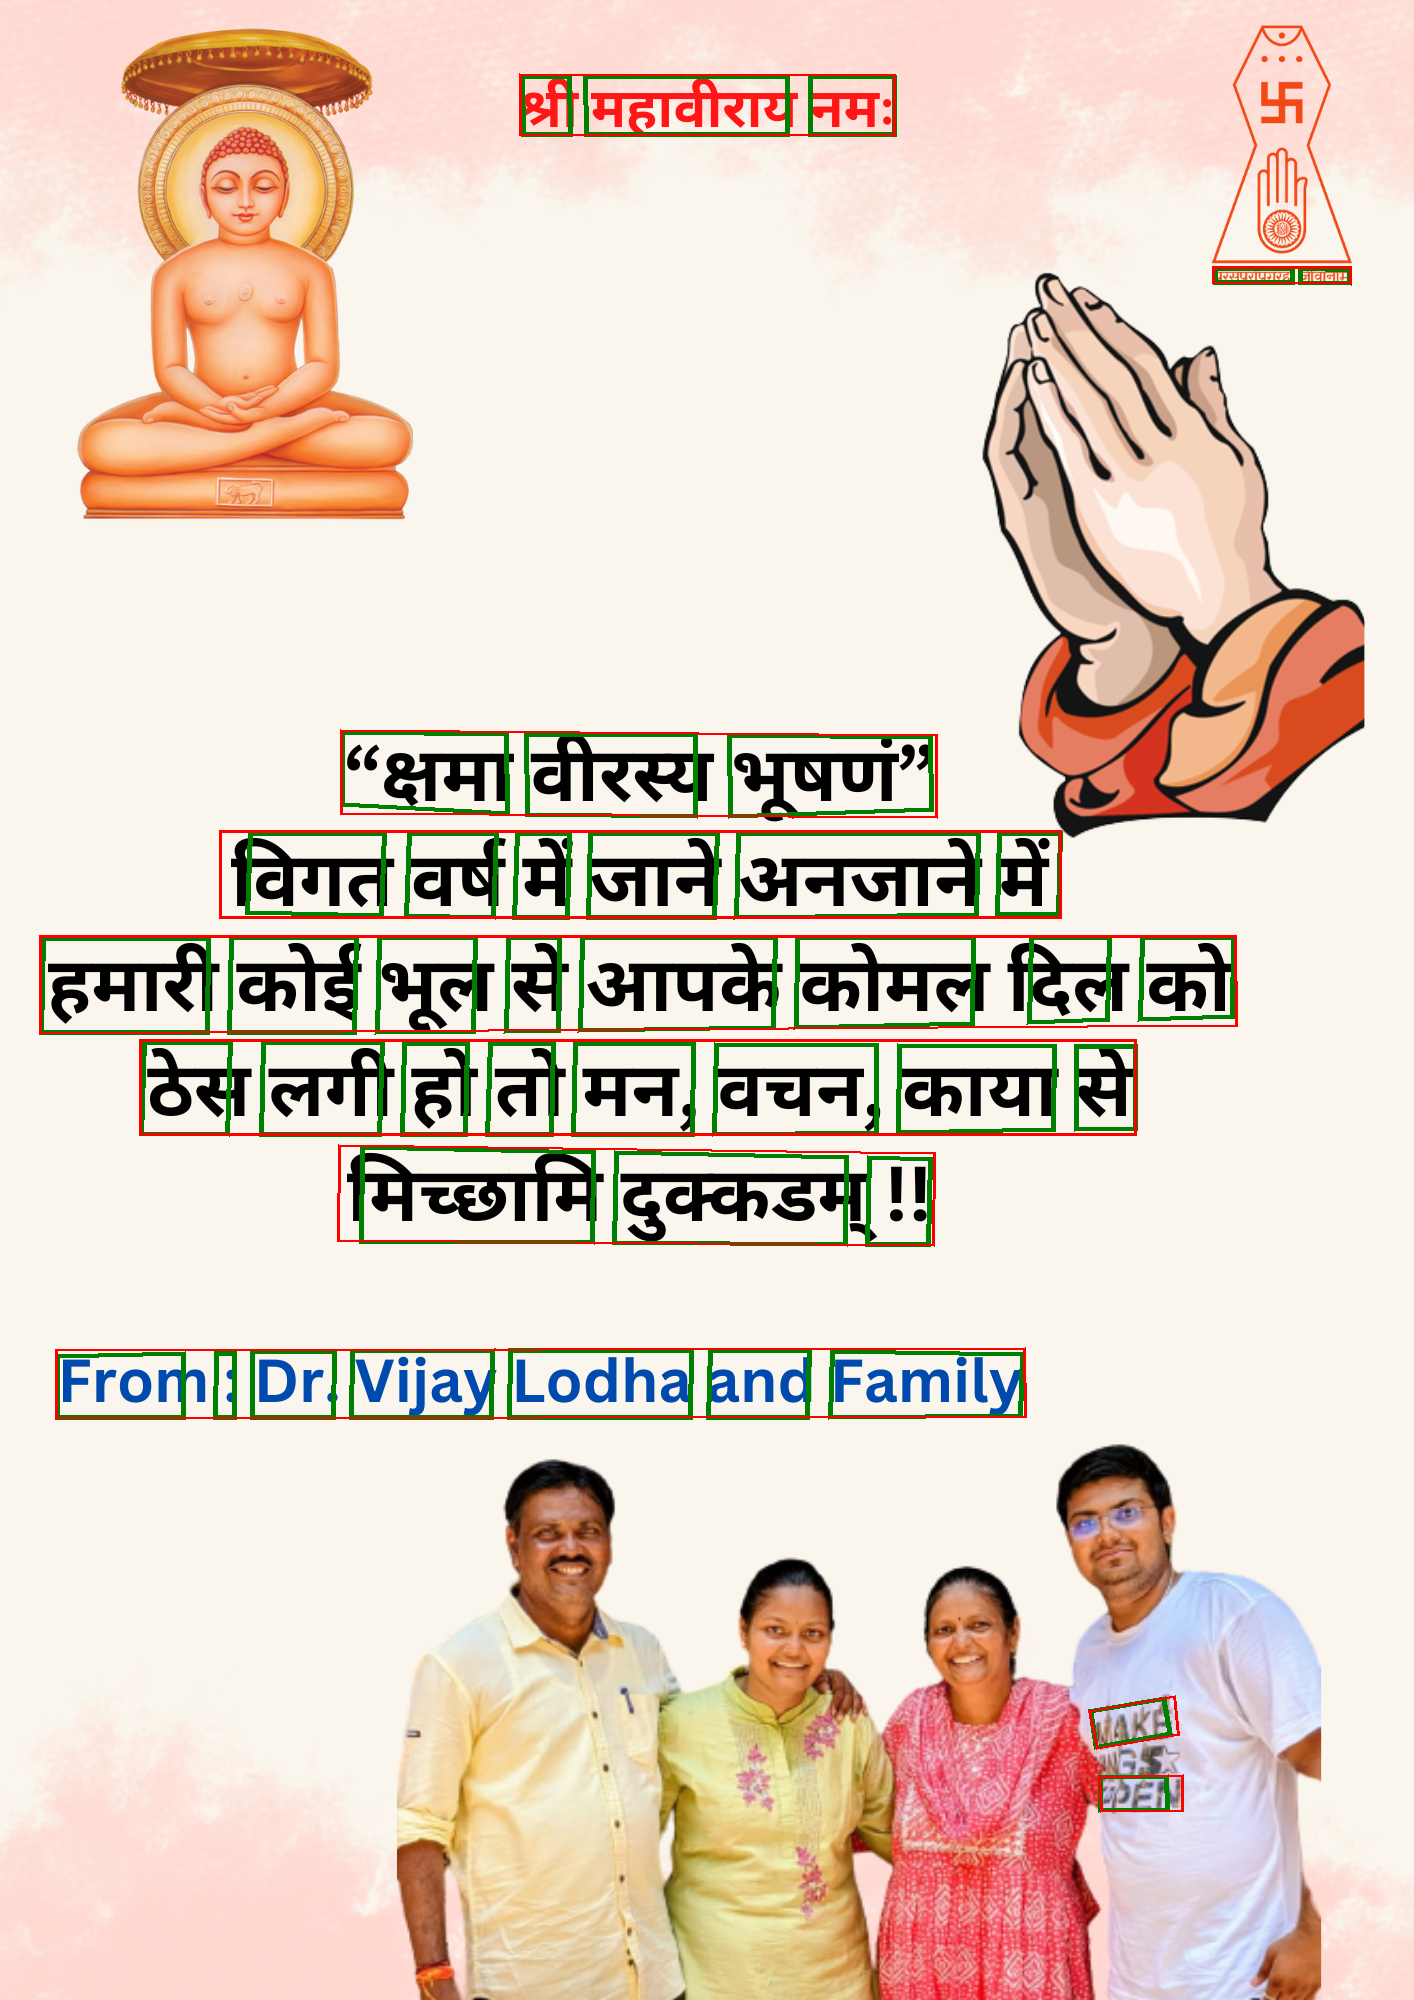 श्री महावीराय नमः
“क्षमा वीरस्य भूषणं”
विगत वर्ष में जाने अनजाने में
हमारी कोई भूल से आपके कोमल दिल को
ठेस लगी हो तो मन, वचन, काया से
मिच्छामि दुक्कडम् !!
From : Dr. Vijay Lodha and Family
MAKE